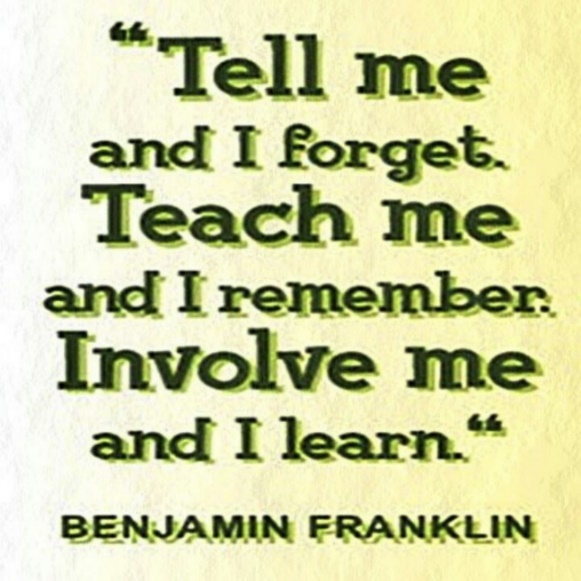 “Tell me
and I forget.
Teach me
and I remember.
Involve me
and I learn.“
BENJAMIN FRANKLIN